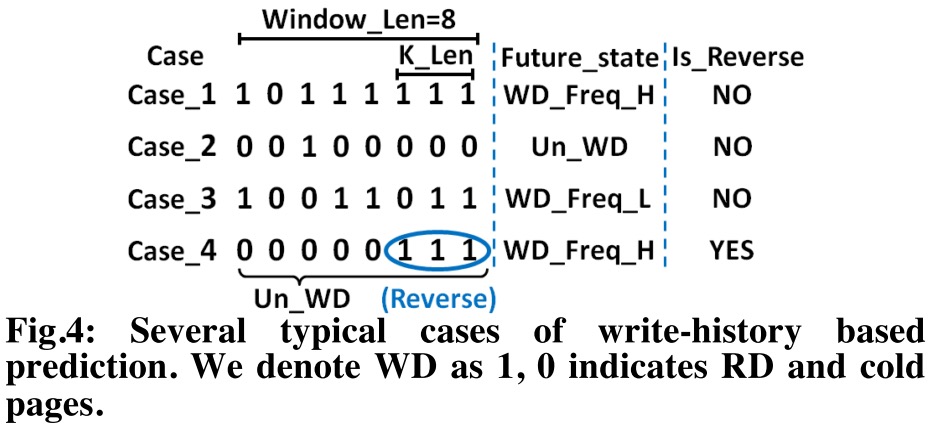 Window_Len=8
Case K_Len Future_state Is_Reverse
Case_1 1 0 1 1 1 1 1 1 WD_Freq_H NO
Case_2 0 0 1 0 0 0 0 0 Un_WD NO
Case_3 1 0 0 1 1 0 1 1 WD_Freq_L NO
Case_4 0 0 0 0 0 1 1 1 WD_Freq_H YES
Un_WD (Reverse)
Fig.4: Several typical cases of write-history based
prediction. We denote WD as 1, 0 indicates RD and cold
pages.